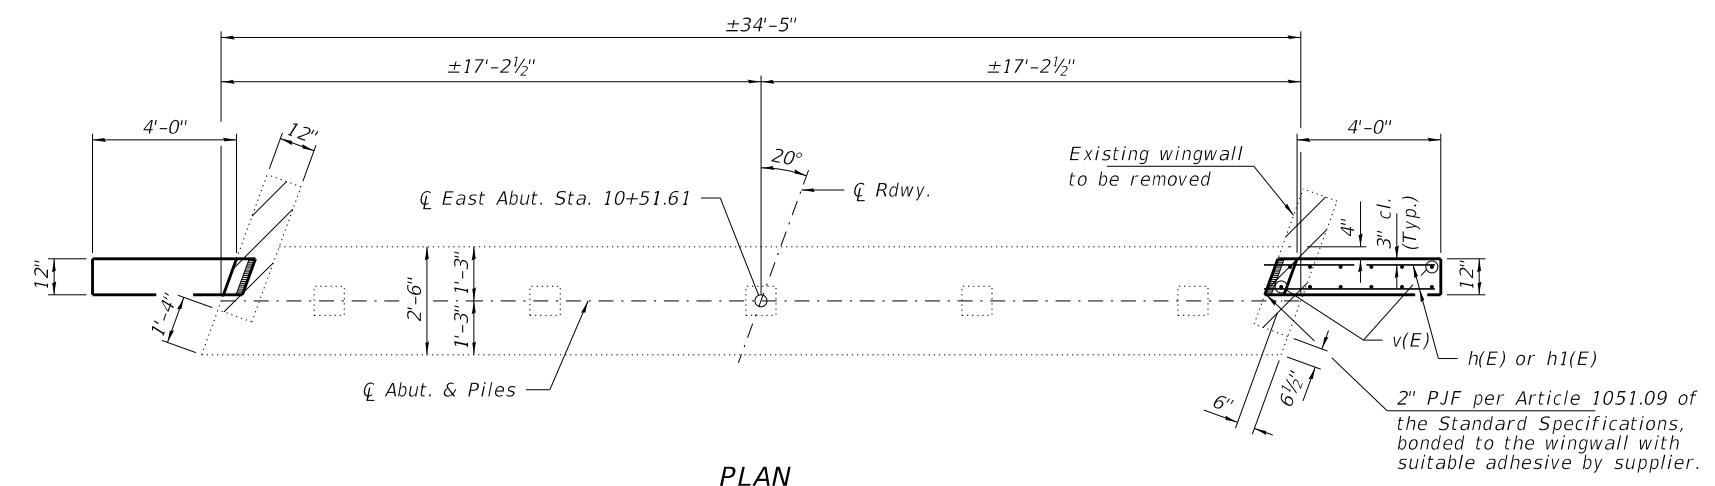 ±34'-5"
±17'-2½"
±17'-2½"
4'-0"
12"
20°
℄ Rdwy.
Existing wingwall
to be removed
4'-0"
℄ East Abut. Sta. 10+51.61
4"
3" cl.
(Typ.)
12"
1'-4"
2'-6"
1'-3"
1'-3"
12"
v(E)
h(E) or h1(E)
℄ Abut. & Piles
6"
6½"
2" PJF per Article 1051.09 of
the Standard Specifications,
bonded to the wingwall with
suitable adhesive by supplier.
PLAN